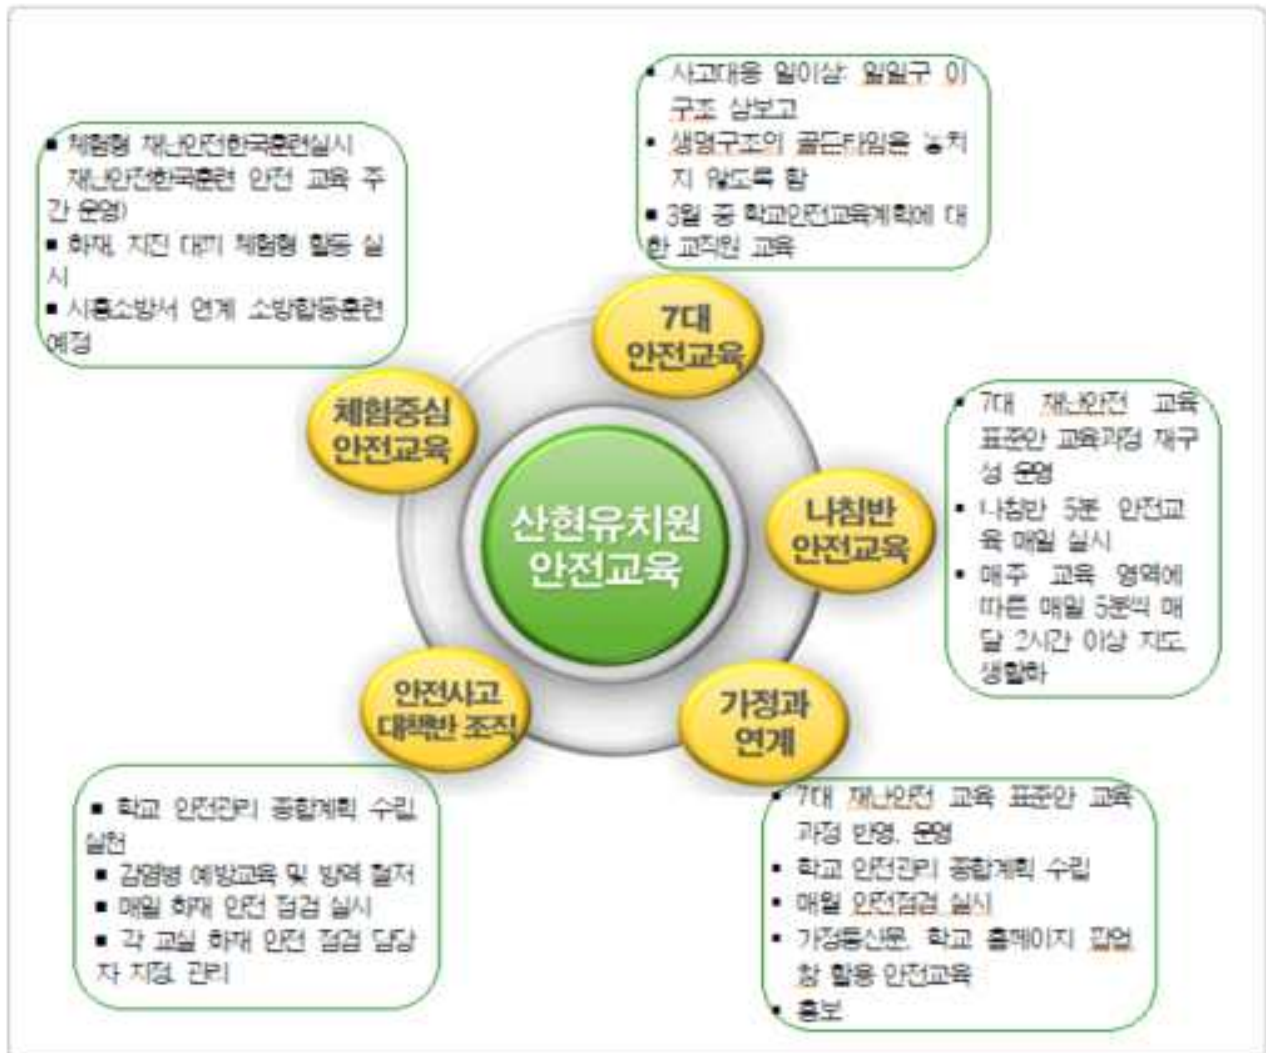 ■ 사고대응 일이삼: 일일구 이
구조 삼보고
■ 생명구조의 골든타임을 놓치
지 않도록 함
■ 3월 중 학교안전교육계획에 대
한 교직원 교육
7대
안전교육
■ 체험형 재난안전한국훈련실시
재난안전한국훈련 안전 교육 주
간 운영)
■ 화재, 지진 대피 체험형 활동 실
시
■ 시흥소방서 연계 소방합동훈련
예정
체험중심
안전교육
산현유치원
안전교육
나침반
안전교육
■ 7대 재난안전 교육
표준안 교육과정 재구
성 운영
■ 나침반 5분 안전교
육 매일 실시
■ 매주 교육 영역에
따른 매일 5분씩 매
달 2시간 이상 지도,
생활화
안전사고
대책반 조직
■ 학교 안전관리 종합계획 수립,
실천
■ 감염병 예방교육 및 방역 철저
■ 매일 화재 안전 점검 실시
■ 각 교실 화재 안전 점검 담당
자 지정, 관리
가정과
연계
■ 7대 재난안전 교육 표준안 교육
과정 반영, 운영
■ 학교 안전관리 종합계획 수립
■ 매월 안전점검 실시
■ 가정통신문, 학교 홈페이지 팝업
창 활용 안전교육
■ 홍보